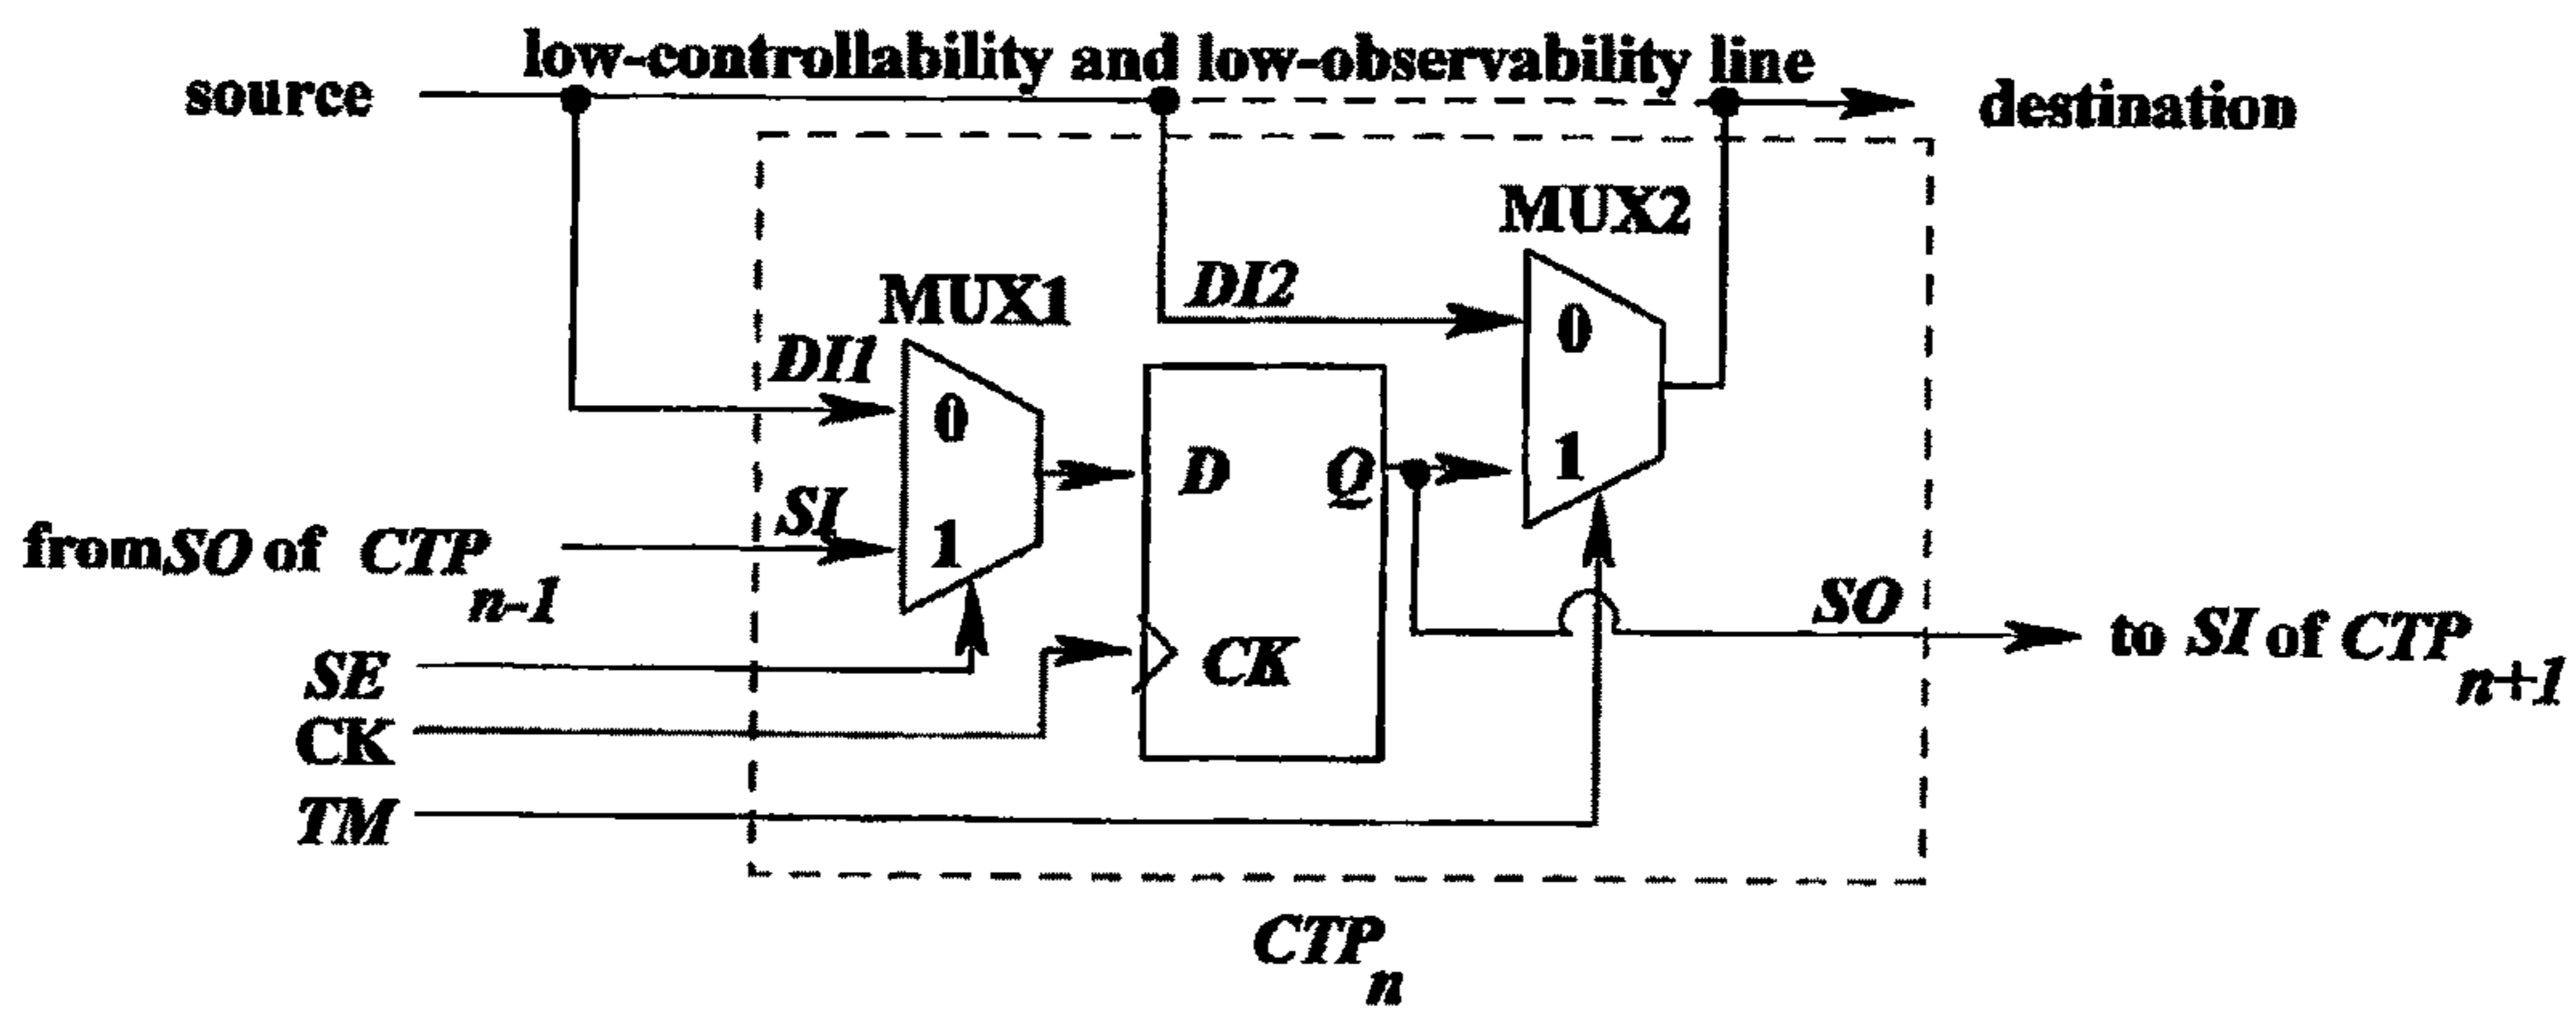 low-controllability and low-observability line
source
destination
MUX2
DI2
MUX1
0
DI1
0
D
Q
1
SI
1
from SO of CTP n-1
SO
to SI of CTP n+1
SE
CK
CK
TM
CTP n